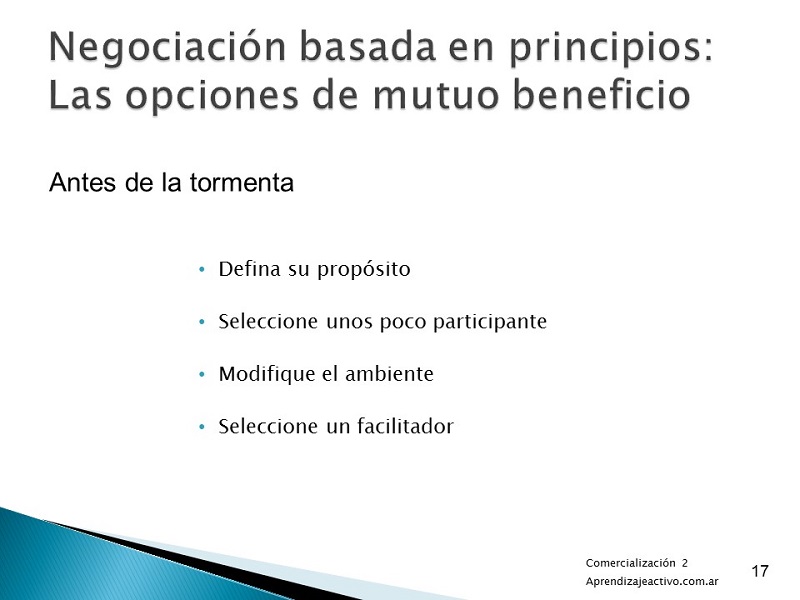 Negociación basada en principios:
Las opciones de mutuo beneficio
Antes de la tormenta
• Defina su propósito
• Seleccione unos poco participante
• Modifique el ambiente
• Seleccione un facilitador
Comercialización 2
Aprendizajeactivo.com.ar
17